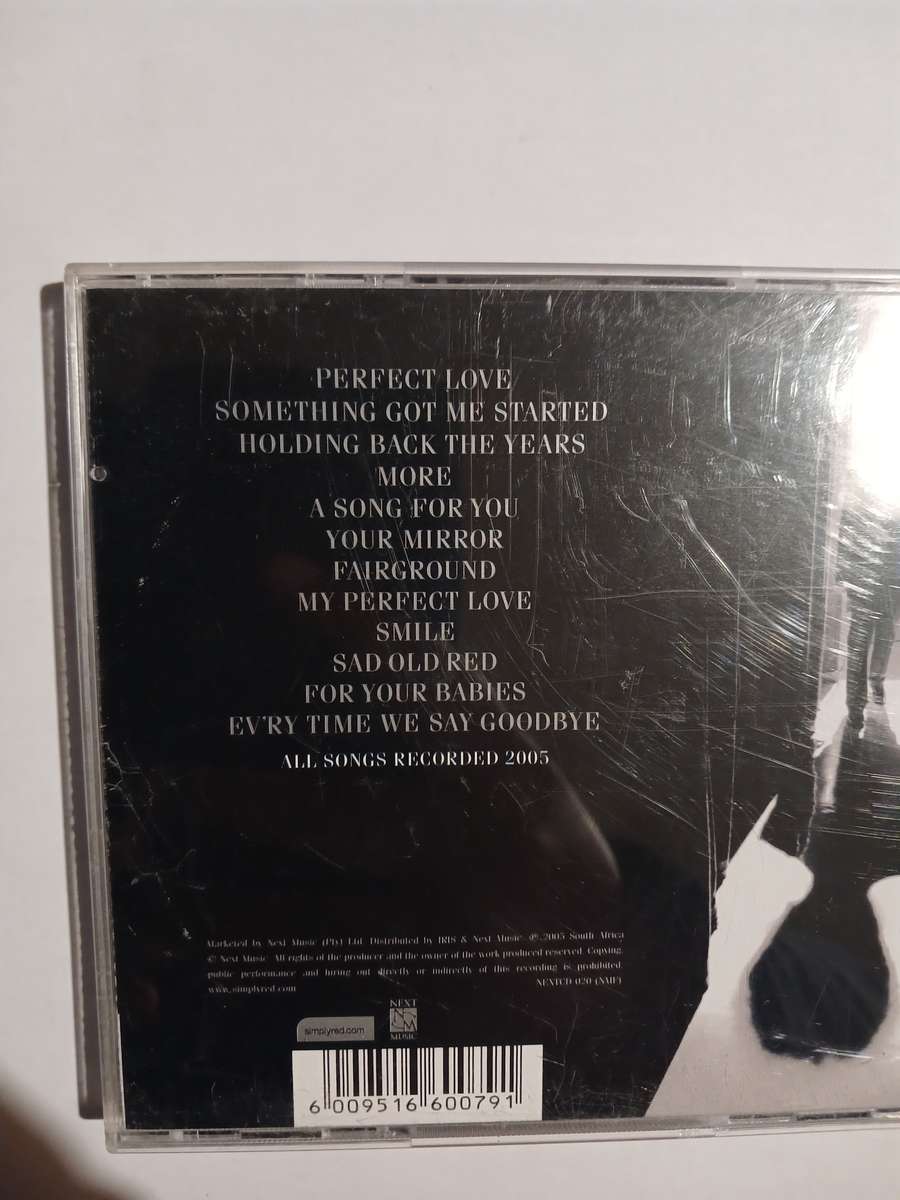 PERFECT LOVE
SOMETHING GOT ME STARTED
HOLDING BACK THE YEARS
MORE
A SONG FOR YOU
YOUR MIRROR
FAIRGROUND
MY PERFECT LOVE
SMILE
SAD OLD RED
FOR YOUR BABIES
EV'RY TIME WE SAY GOODBYE
ALL SONGS RECORDED 2005
Marketed by Next Music (Pty) Ltd. Distributed by IRIS & Next Music. ℗ 2005 South Africa
© Next Music. All rights of the producer and the owner of the work produced reserved. Copying,
public performance and hiring out directly or indirectly of this recording is prohibited.
www.simplyred.com NEXTCD 020 (NMF)
simplyred.com
NEXT
NM
MUSIC
6 009516 600791